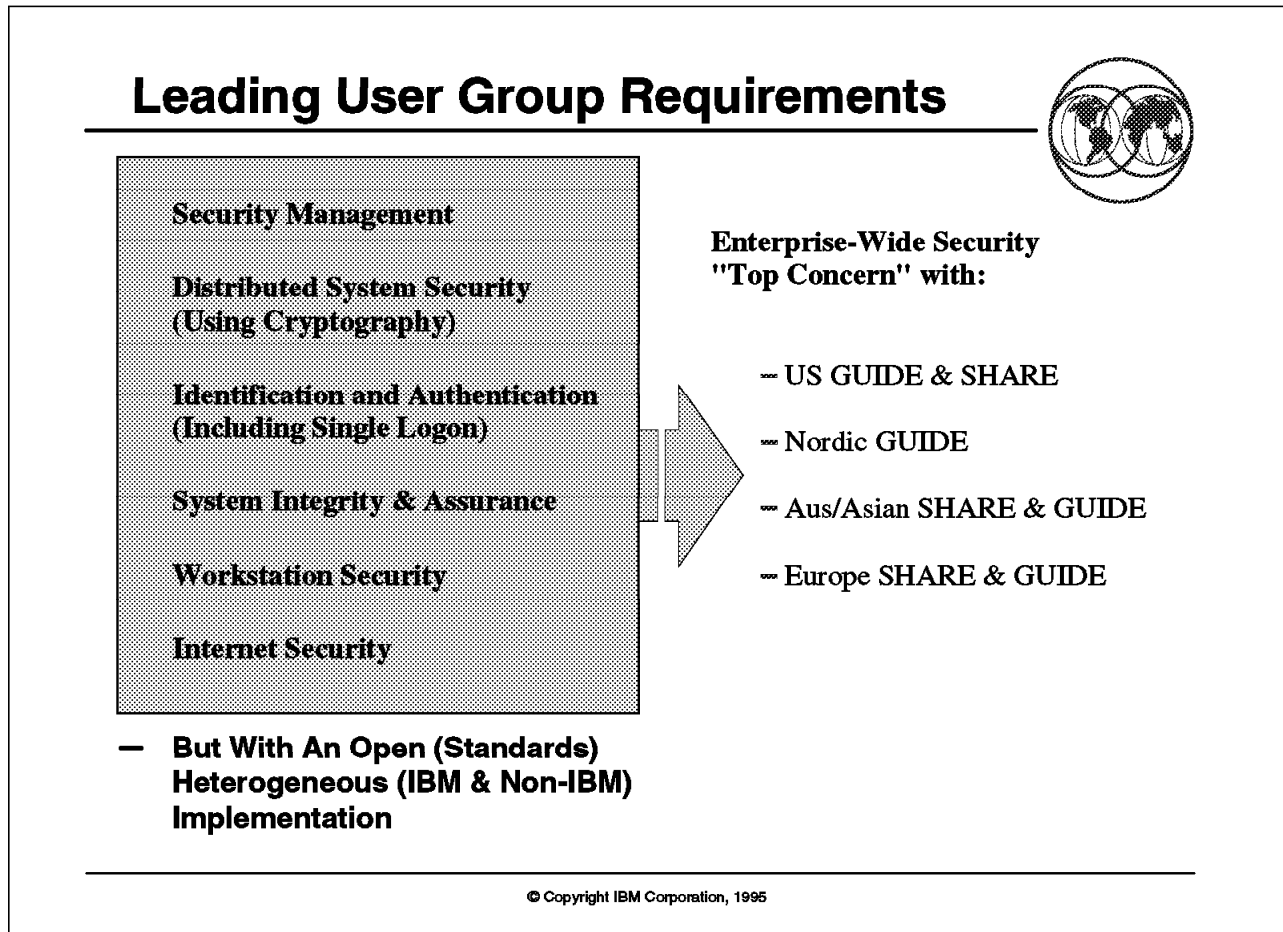 Leading User Group Requirements
Security Management
Distributed System Security
(Using Cryptography)
Identification and Authentication
(Including Single Logon)
System Integrity & Assurance
Workstation Security
Internet Security
— But With An Open (Standards)
Heterogeneous (IBM & Non-IBM)
Implementation
Enterprise-Wide Security
"Top Concern" with:
— US GUIDE & SHARE
— Nordic GUIDE
— Aus/Asian SHARE & GUIDE
— Europe SHARE & GUIDE
© Copyright IBM Corporation, 1995